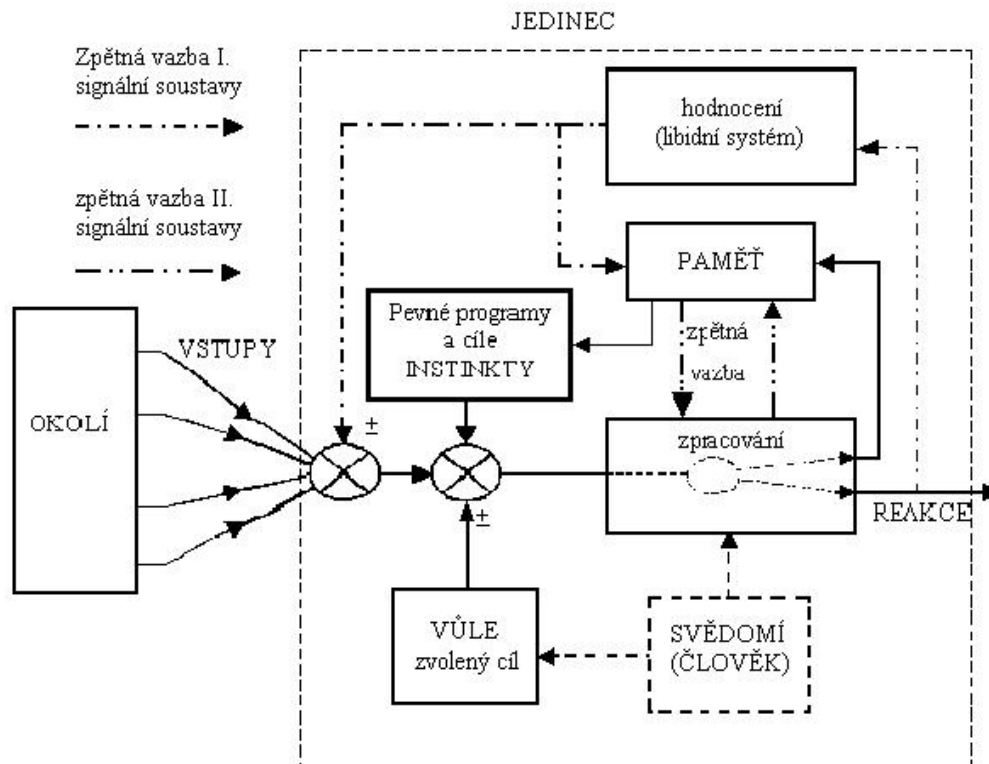 JEDINEC
Zpětná vazba I.
signální soustavy
zpětná vazba II.
signální soustavy
hodnocení
(libidní systém)
PAMĚŤ
Pevné programy
a cíle
INSTINKTY
zpětná
vazba
VSTUPY
OKOLÍ
±
zpracování
±
REAKCE
VŮLE
zvolený cíl
SVĚDOMÍ
(ČLOVĚK)